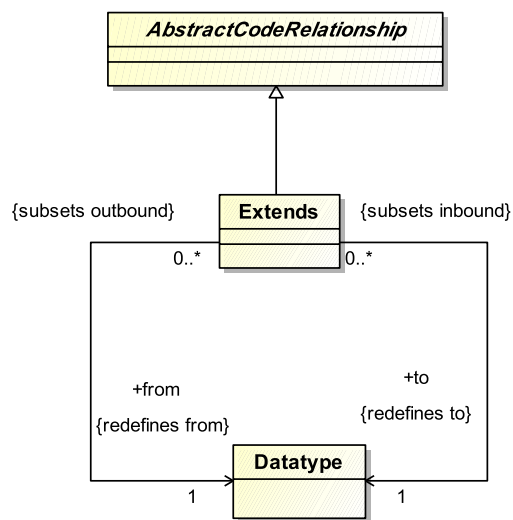 AbstractCodeRelationship
{subsets outbound}
Extends
{subsets inbound}
0..*
0..*
+from
{redefines from}
+to
{redefines to}
Datatype
1
1